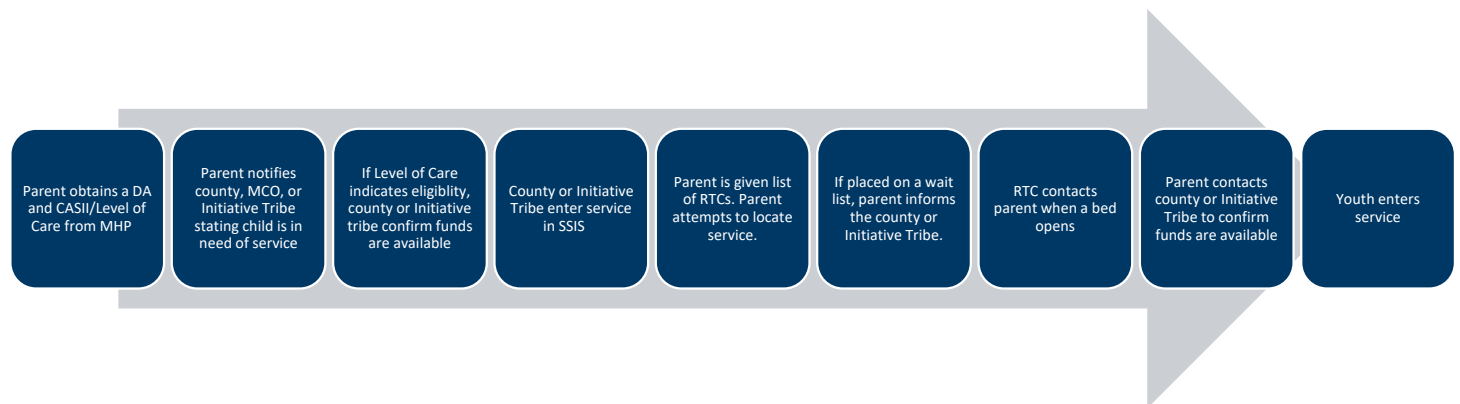 Parent obtains a DA
and CASII/Level of
Care from MHP
Parent notifies
county, MCO, or
Initiative Tribe
stating child is in
need of service
If Level of Care
indicates eligiblity,
county or Initiative
tribe confirm funds
are available
County or Initiative
Tribe enter service
in SSIS
Parent is given list
of RTCs. Parent
attempts to locate
service.
If placed on a wait
list, parent informs
the county or
Initiative Tribe.
RTC contacts
parent when a bed
opens
Parent contacts
county or Initiative
Tribe to confirm
funds are available
Youth enters
service